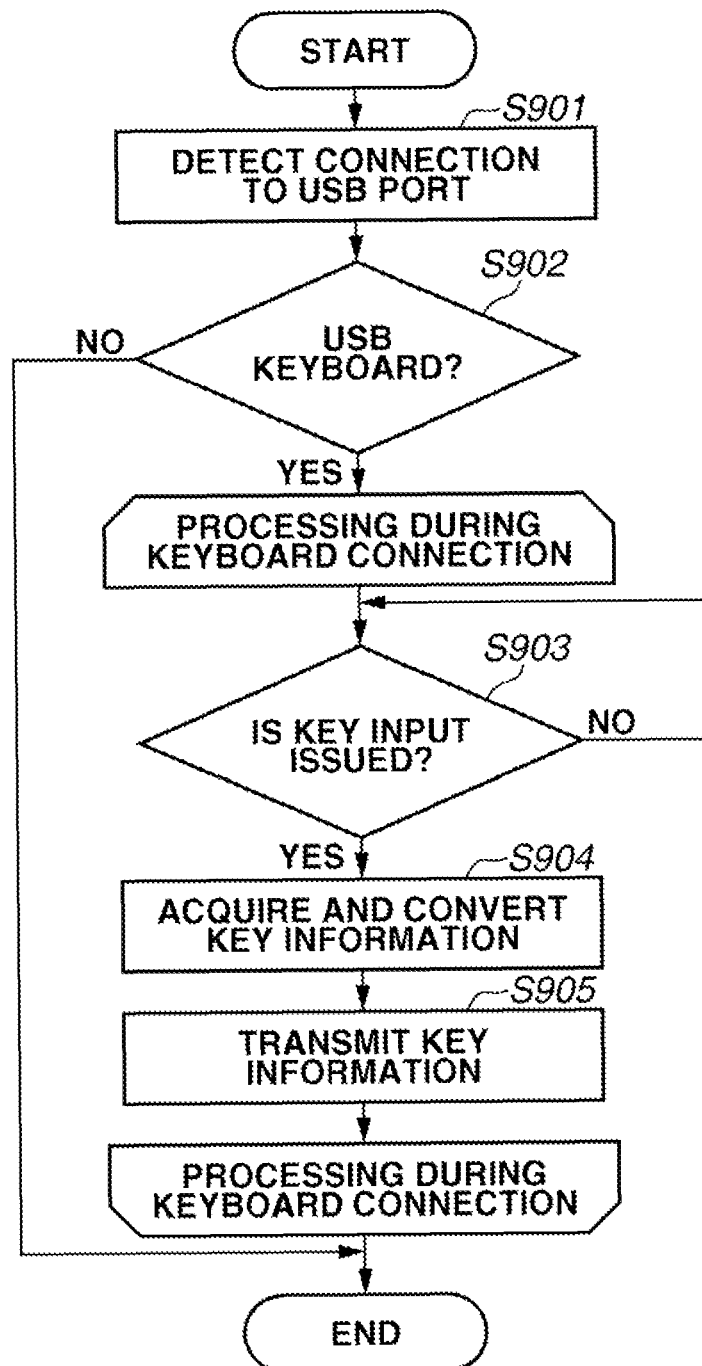 START
S901
DETECT CONNECTION
TO USB PORT
S902
USB
KEYBOARD?
NO
YES
PROCESSING DURING
KEYBOARD CONNECTION
S903
IS KEY INPUT
ISSUED?
NO
YES
S904
ACQUIRE AND CONVERT
KEY INFORMATION
S905
TRANSMIT KEY
INFORMATION
PROCESSING DURING
KEYBOARD CONNECTION
END